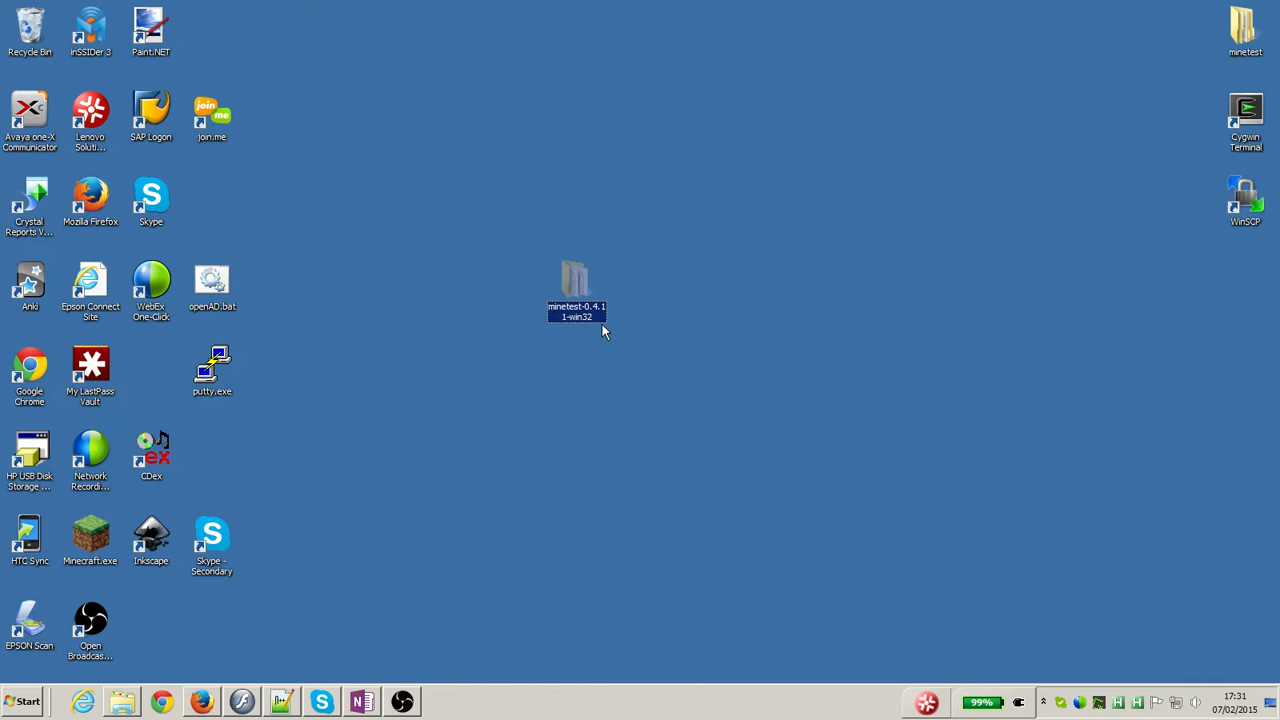 Recycle Bin
inSSIDer 3
Paint.NET
minetest
Avaya one-X
Communicator
Lenovo
Soluti...
SAP Logon
join
me
join.me
Cygwin
Terminal
Crystal
Reports V...
Mozilla Firefox
Skype
WinSCP
Anki
Epson Connect
Site
WebEx
One-Click
openAD.bat
minetest-0.4.1
1-win32
Google
Chrome
My LastPass
Vault
putty.exe
HP USB Disk
Storage ...
Network
Recordi...
ex
CDex
HTC Sync
Minecraft.exe
Inkscape
Skype -
Secondary
EPSON Scan
Open
Broadcas...
Start
99%
17:31
07/02/2015